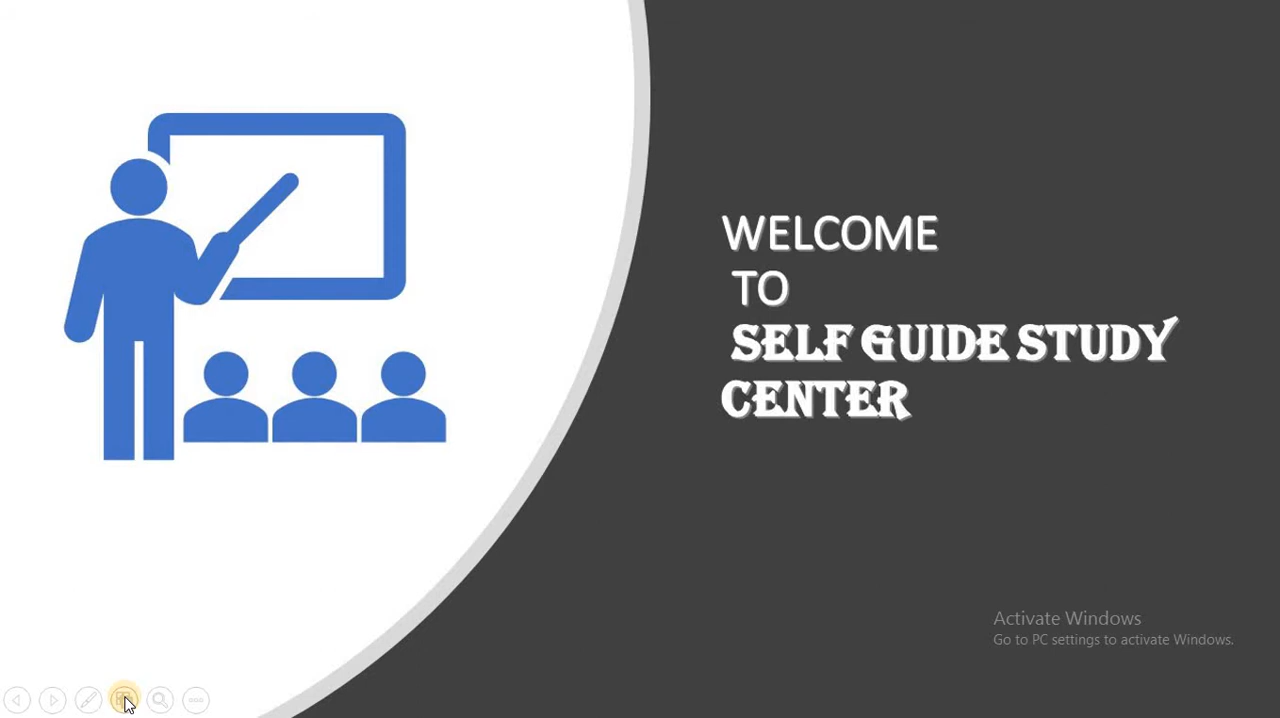 WELCOME
TO
SELF GUIDE STUDY
CENTER
Activate Windows
Go to PC settings to activate Windows.